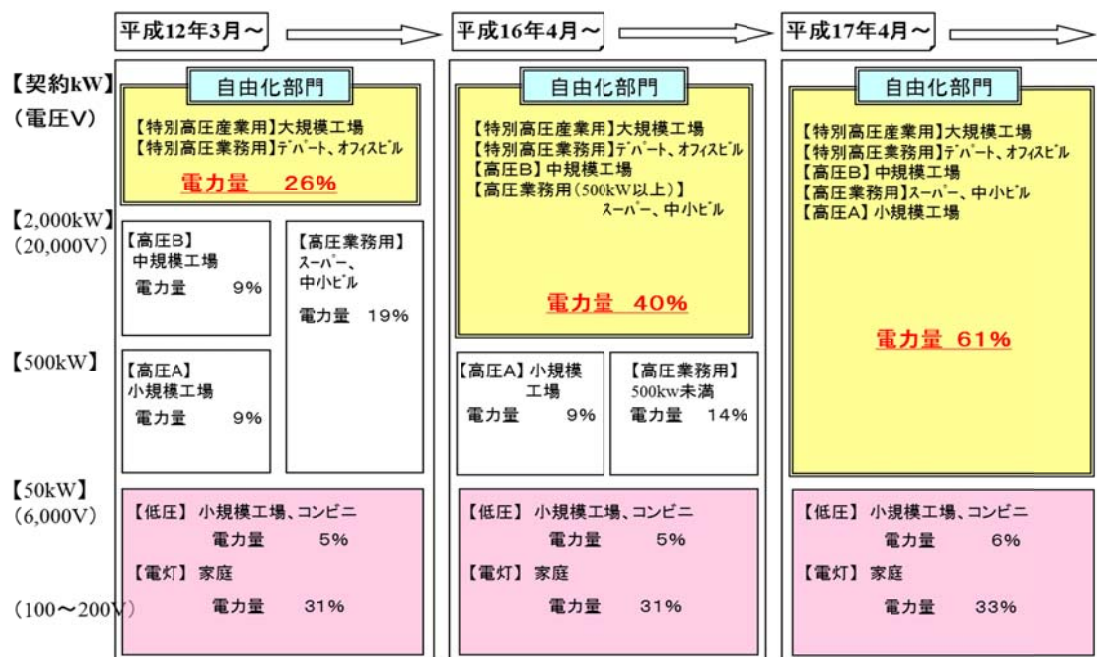 平成12年3月～
平成16年4月～
平成17年4月～
【契約kW】
（電圧V）
【2,000kW】
(20,000V)
【500kW】
【50kW】
(6,000V)
(100～200V)
自由化部門
【特別高圧産業用】大規模工場
【特別高圧業務用】ﾃﾞﾊﾟｰﾄ、ｵﾌｨｽﾋﾞﾙ
電力量 26%
【高圧B】
中規模工場
電力量 9%
【高圧業務用】
ｽｰﾊﾟｰ、
中小ﾋﾞﾙ
電力量 19%
【高圧A】
小規模工場
電力量 9%
【低圧】 小規模工場、コンビニ
電力量 5%
【電灯】 家庭
電力量 31%
自由化部門
【特別高圧産業用】大規模工場
【特別高圧業務用】ﾃﾞﾊﾟｰﾄ、ｵﾌｨｽﾋﾞﾙ
【高圧B】中規模工場
【高圧業務用(500kW以上)】
ｽｰﾊﾟｰ、中小ﾋﾞﾙ
電力量 40%
【高圧A】小規模
工場
電力量 9%
【高圧業務用】
500kw未満
電力量 14%
【低圧】 小規模工場、コンビニ
電力量 5%
【電灯】 家庭
電力量 31%
自由化部門
【特別高圧産業用】大規模工場
【特別高圧業務用】ﾃﾞﾊﾟｰﾄ、ｵﾌｨｽﾋﾞﾙ
【高圧B】中規模工場
【高圧業務用】ｽｰﾊﾟｰ、中小ﾋﾞﾙ
【高圧A】小規模工場
電力量 61%
【低圧】 小規模工場、コンビニ
電力量 6%
【電灯】 家庭
電力量 33%